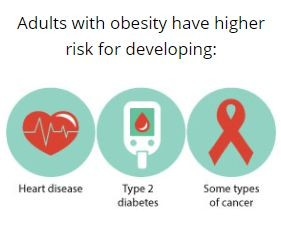 Adults with obesity have higher
risk for developing:
Heart disease
Type 2
diabetes
Some types
of cancer